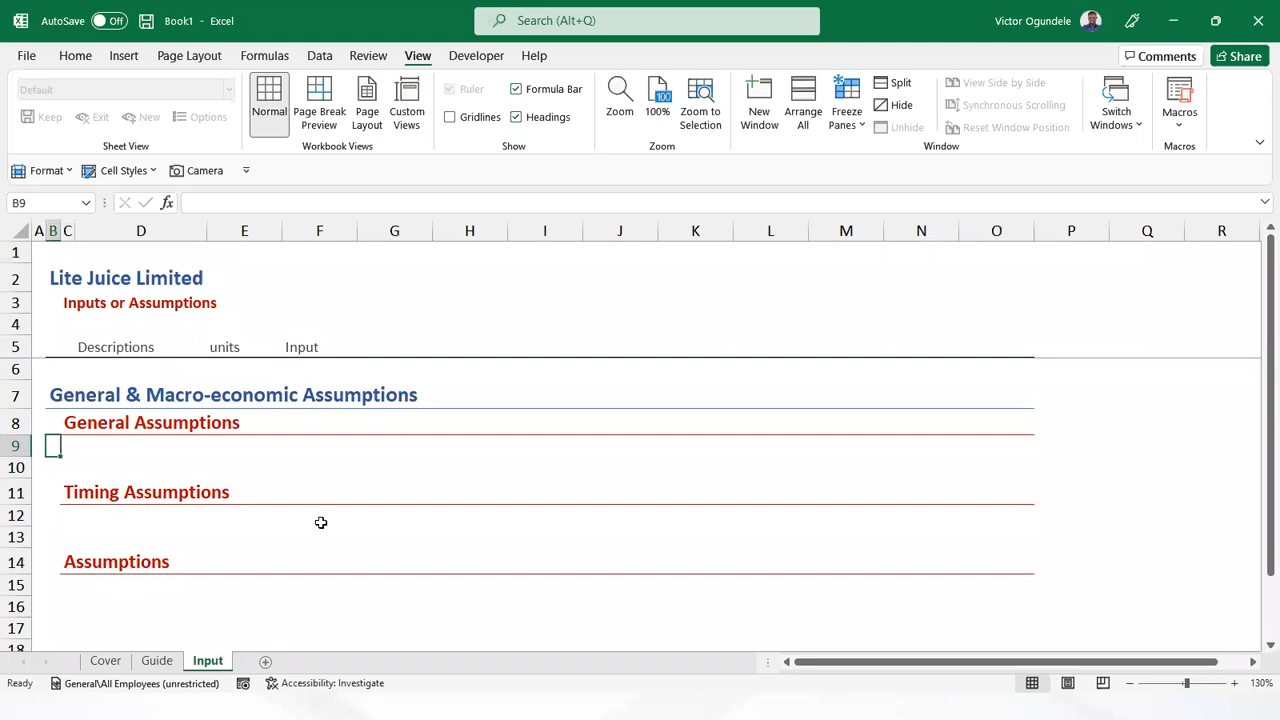 AutoSave Off Book1 - Excel Search (Alt+Q) Victor Ogundele
File Home Insert Page Layout Formulas Data Review View Developer Help Comments Share
Default
Keep Exit New Options
Sheet View
Normal Page Break Preview Page Layout Custom Views
Workbook Views
Ruler Formula Bar
Gridlines Headings
Show
Zoom 100% Zoom to Selection
100
Zoom
New Window Arrange All Freeze Panes
Split
Hide
Unhide
View Side by Side
Synchronous Scrolling
Reset Window Position
Switch Windows
Window
Macros
Macros
Format Cell Styles Camera
B9 fx
A B C D E F G H I J K L M N O P Q R
1
2 Lite Juice Limited
3 Inputs or Assumptions
4
5 Descriptions units Input
6
7 General & Macro-economic Assumptions
8 General Assumptions
9
10
11 Timing Assumptions
12
13
14 Assumptions
15
16
17
18
Cover Guide Input
Ready General\All Employees (unrestricted) Accessibility: Investigate 130%